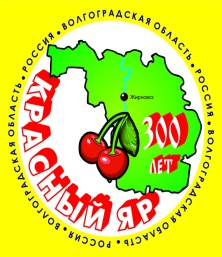 РОССИЯ • ВОЛГОГРАДСКАЯ ОБЛАСТЬ • РОССИЯ • ВОЛГОГРАДСКАЯ ОБЛАСТЬ • РОССИЯ • ВОЛГОГРАДСКАЯ ОБЛАСТЬ •
Жирновск
300
ЛЕТ
КРАСНЫЙ ЯР